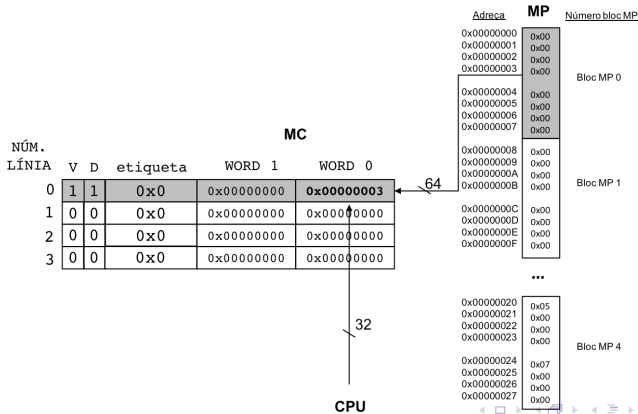 Adreça MP Número bloc MP
0x00000000 0x00
0x00000001 0x00
0x00000002 0x00
0x00000003 0x00
Bloc MP 0
0x00000004 0x00
0x00000005 0x00
0x00000006 0x00
0x00000007 0x00
MC
0x00000008 0x00
0x00000009 0x00
0x0000000A 0x00
0x0000000B 0x00
Bloc MP 1
0x0000000C 0x00
0x0000000D 0x00
0x0000000E 0x00
0x0000000F 0x00
NÚM.
LÍNIA V D etiqueta WORD 1 WORD 0
0 1 1 0x0 0x00000000 0x00000003 64
1 0 0 0x0 0x00000000 0x00000000
2 0 0 0x0 0x00000000 0x00000000
3 0 0 0x0 0x00000000 0x00000000
...
0x00000020 0x05
0x00000021 0x00
0x00000022 0x00
0x00000023 0x00
32
Bloc MP 4
0x00000024 0x07
0x00000025 0x00
0x00000026 0x00
0x00000027 0x00
CPU